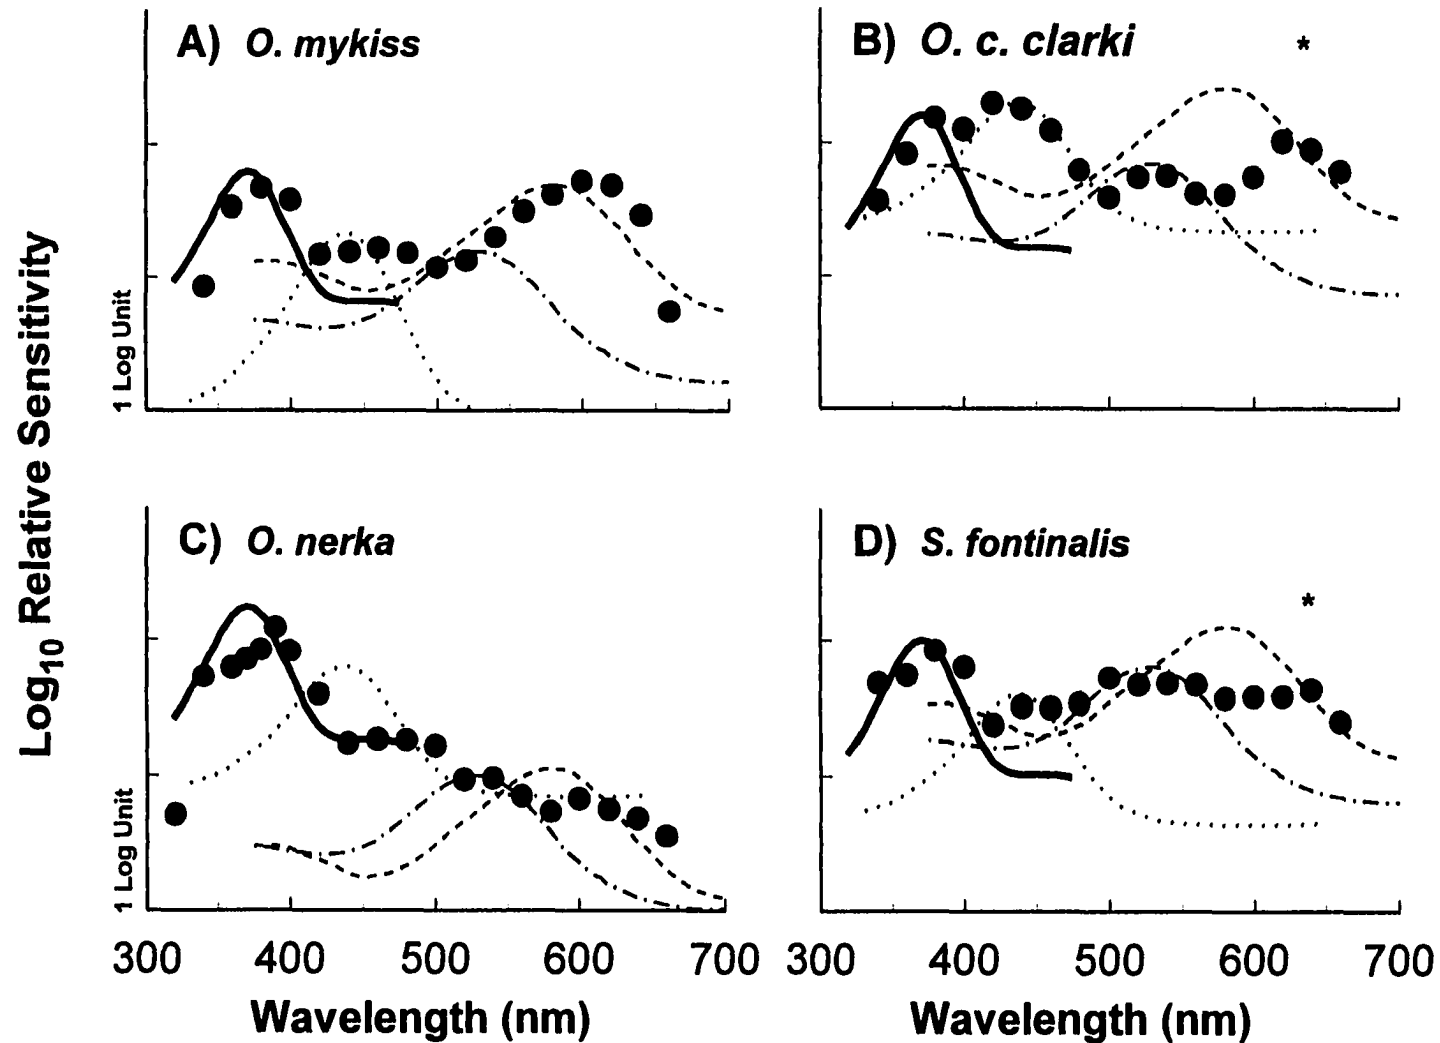 A) O. mykiss
B) O. c. clarki
*
Log10 Relative Sensitivity
1 Log Unit
C) O. nerka
D) S. fontinalis
*
1 Log Unit
300 400 500 600 700
300 400 500 600 700
Wavelength (nm)
Wavelength (nm)